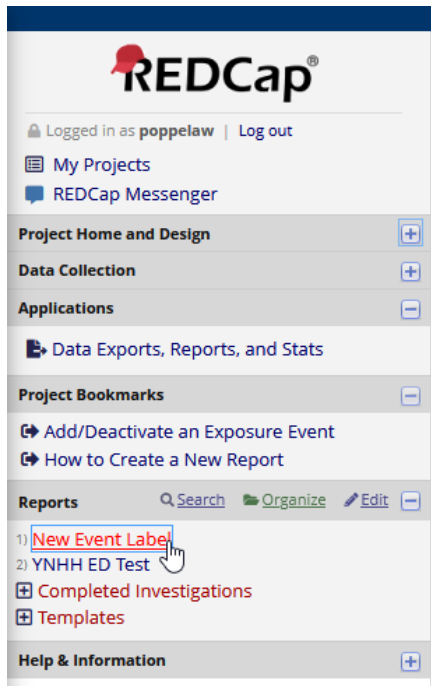 REDCap®
Logged in as poppelaw | Log out
My Projects
REDCap Messenger
Project Home and Design
Data Collection
Applications
Data Exports, Reports, and Stats
Project Bookmarks
Add/Deactivate an Exposure Event
How to Create a New Report
Reports Search Organize Edit
1) New Event Label
2) YNHH ED Test
Completed Investigations
Templates
Help & Information